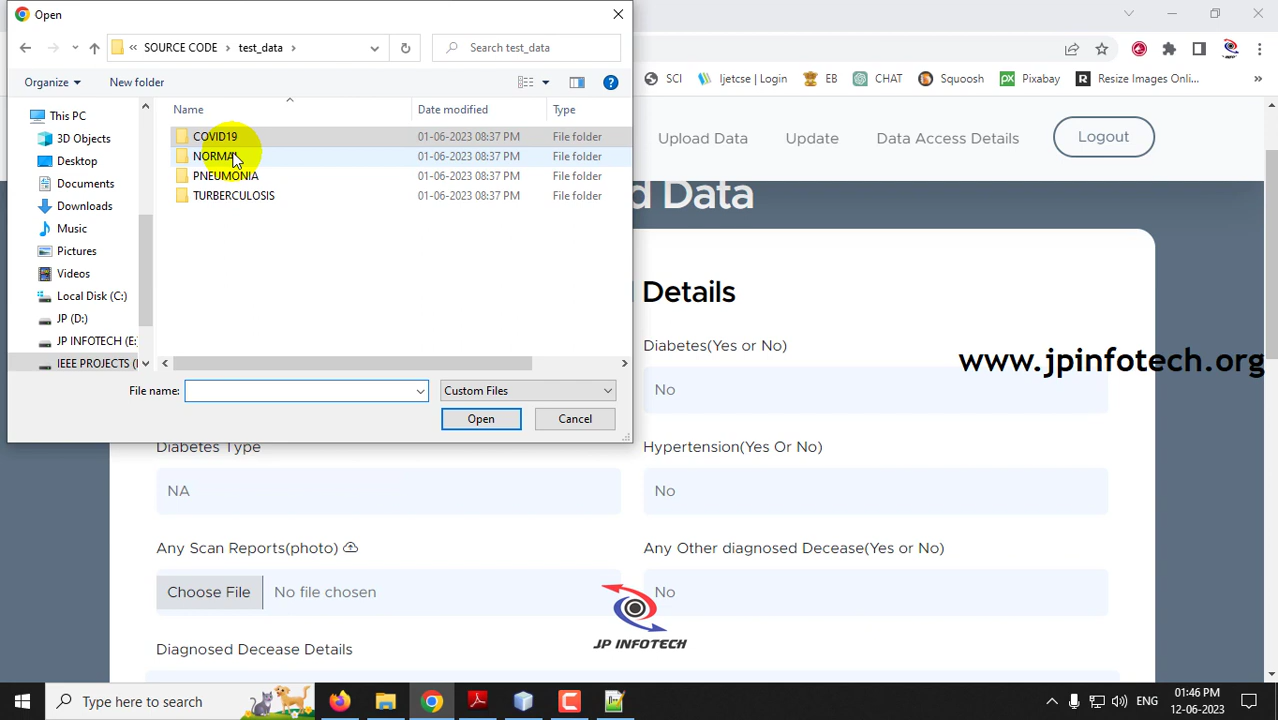 Open
SOURCE CODE
test_data
Search test_data
Organize
New folder
Name
Date modified
Type
This PC
3D Objects
Desktop
Documents
Downloads
Music
Pictures
Videos
Local Disk (C:)
JP (D:)
JP INFOTECH (E:
IEEE PROJECTS (
COVID19 01-06-2023 08:37 PM File folder
NORMAL 01-06-2023 08:37 PM File folder
PNEUMONIA 01-06-2023 08:37 PM File folder
TURBERCULOSIS 01-06-2023 08:37 PM File folder
File name:
Custom Files
Open
Cancel
SCI
Ijetcse | Login
EB
CHAT
Squoosh
px
Pixabay
R
Resize Images Onl...
»
Upload Data
Update
Data Access Details
Logout
d Data
Details
Diabetes(Yes or No)
No
www.jpinfotech.org
Diabetes Type
NA
Hypertension(Yes Or No)
No
Any Scan Reports(photo)
Choose File
No file chosen
Any Other diagnosed Decease(Yes or No)
No
JP INFOTECH
Diagnosed Decease Details
Type here to search
ENG
01:46 PM
12-06-2023